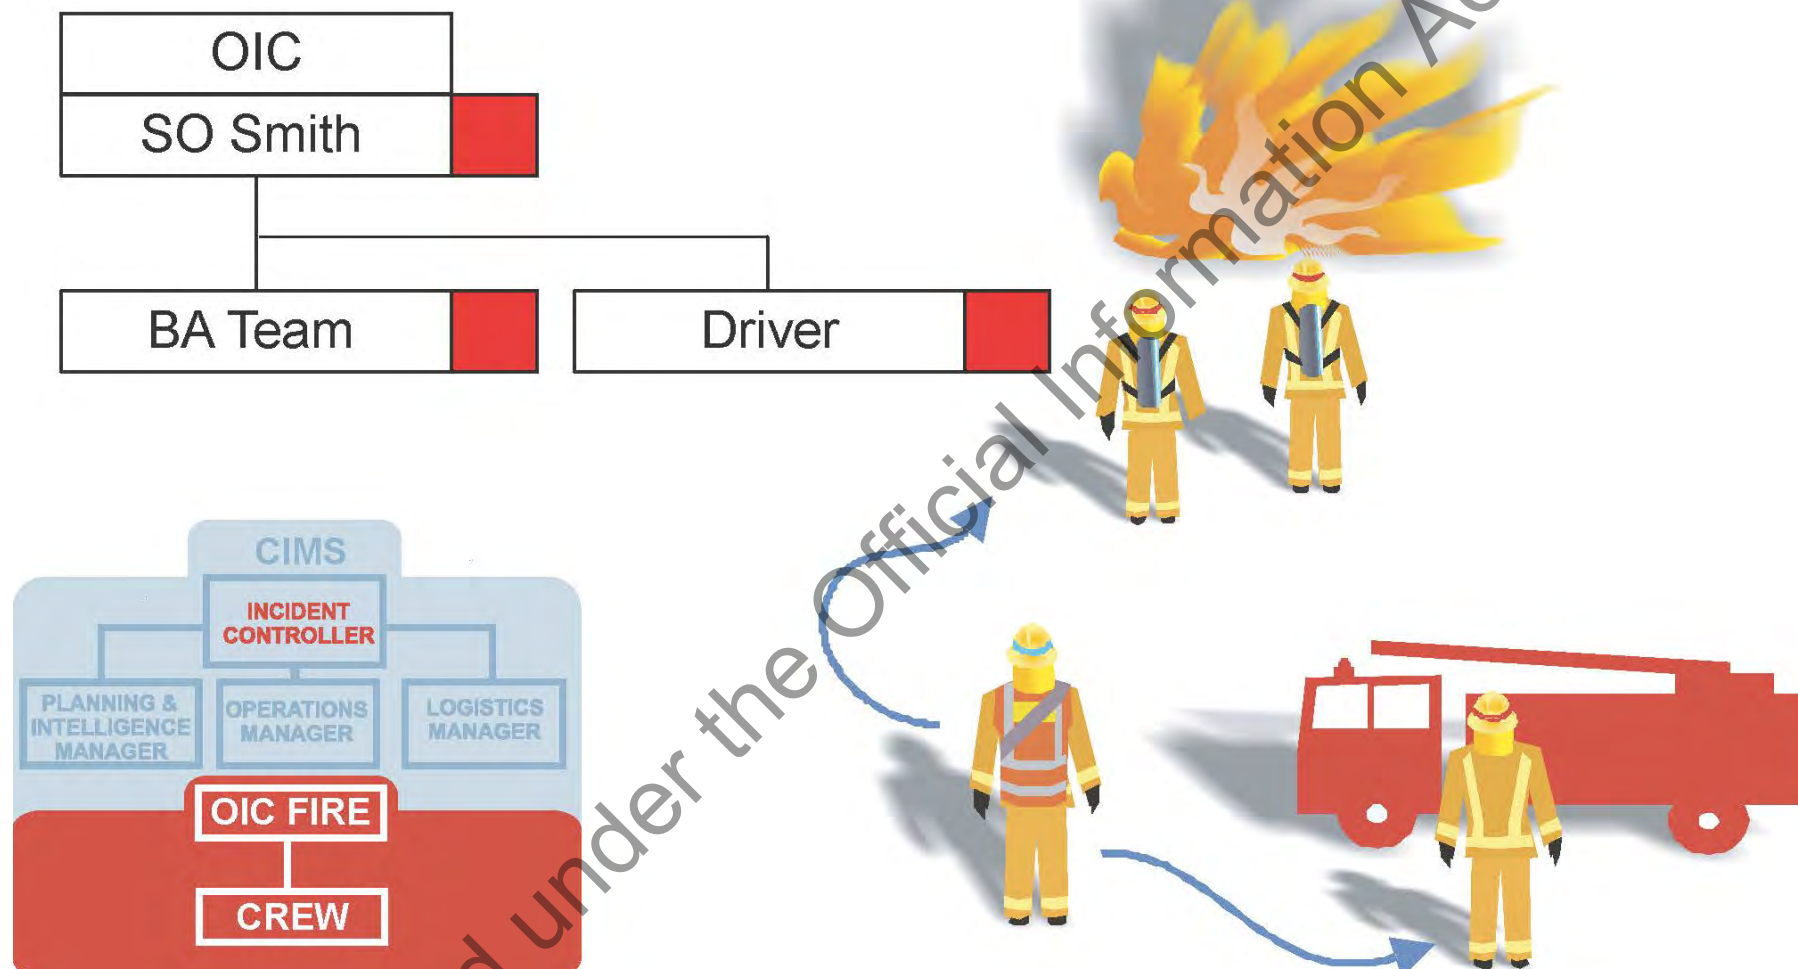 OIC
SO Smith
BA Team
Driver
CIMS
INCIDENT
CONTROLLER
PLANNING &
INTELLIGENCE
MANAGER
OPERATIONS
MANAGER
LOGISTICS
MANAGER
OIC FIRE
CREW
under the Official Information